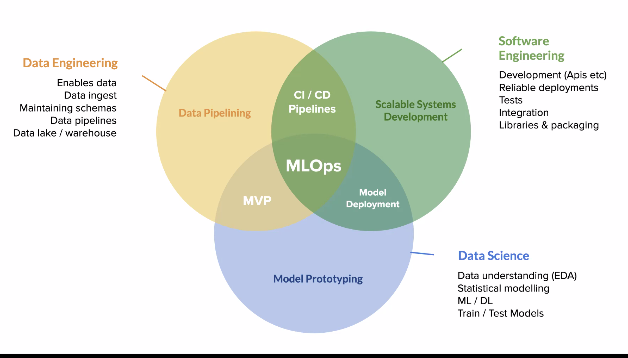 Data Engineering
Enables data
Data ingest
Maintaining schemas
Data pipelines
Data lake / warehouse
Data Pipelining
CI / CD
Pipelines
Scalable Systems
Development
Software
Engineering
Development (Apis etc)
Reliable deployments
Tests
Integration
Libraries & packaging
MLOps
MVP
Model
Deployment
Model Prototyping
Data Science
Data understanding (EDA)
Statistical modelling
ML / DL
Train / Test Models